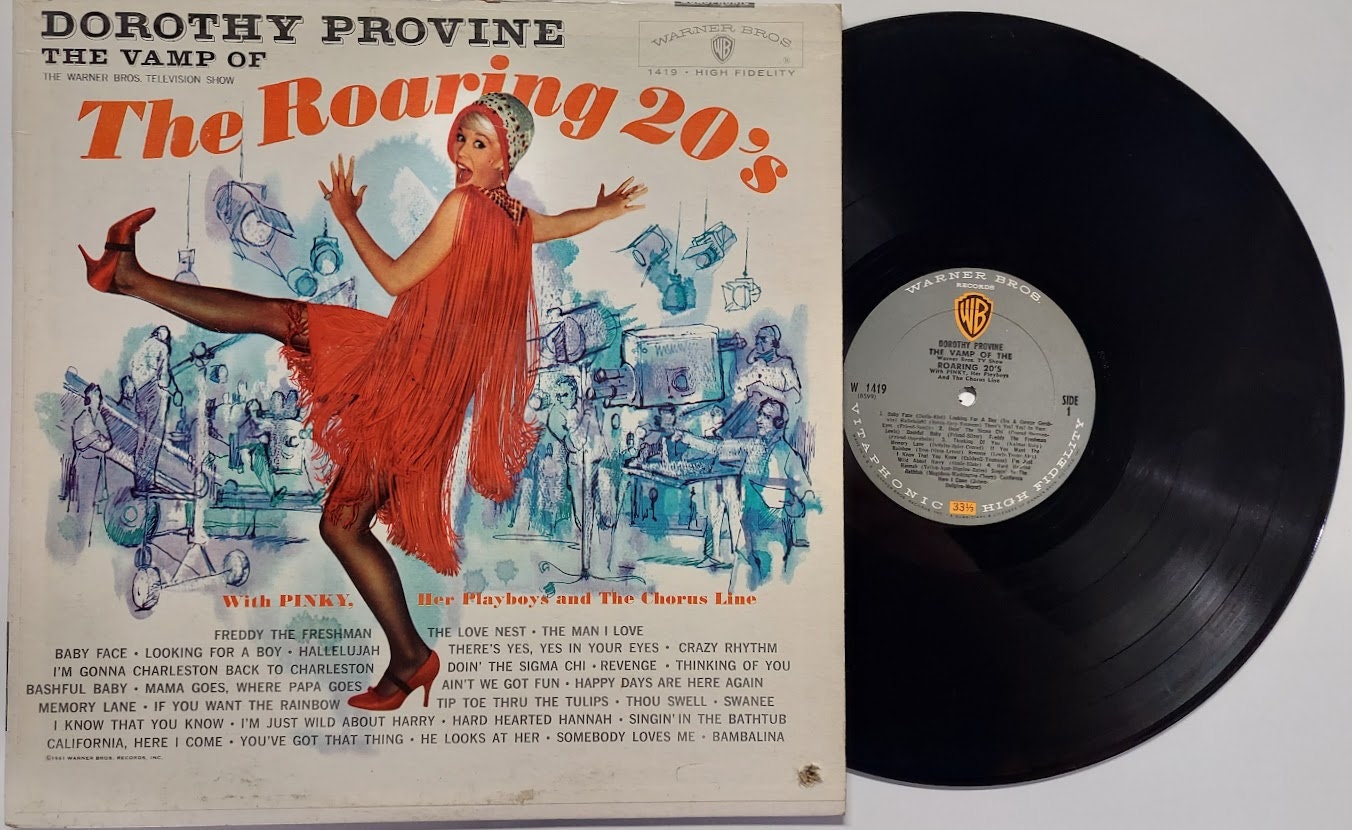 DOROTHY PROVINE
THE VAMP OF
THE WARNER BROS. TELEVISION SHOW
The Roaring 20's
WARNER BROS
WB
®
1419 • HIGH FIDELITY
With PINKY, Her Playboys and The Chorus Line
FREDDY THE FRESHMAN THE LOVE NEST • THE MAN I LOVE
BABY FACE • LOOKING FOR A BOY • HALLELUJAH THERE'S YES, YES IN YOUR EYES • CRAZY RHYTHM
I'M GONNA CHARLESTON BACK TO CHARLESTON DOIN' THE SIGMA CHI • REVENGE • THINKING OF YOU
BASHFUL BABY • MAMA GOES, WHERE PAPA GOES AIN'T WE GOT FUN • HAPPY DAYS ARE HERE AGAIN
MEMORY LANE • IF YOU WANT THE RAINBOW TIP TOE THRU THE TULIPS • THOU SWELL • SWANEE
I KNOW THAT YOU KNOW • I'M JUST WILD ABOUT HARRY • HARD HEARTED HANNAH • SINGIN' IN THE BATHTUB
CALIFORNIA, HERE I COME • YOU'VE GOT THAT THING • HE LOOKS AT HER • SOMEBODY LOVES ME • BAMBALINA
©1961 WARNER BROS. RECORDS, INC.
WARNER BROS.
RECORDS
WB
DOROTHY PROVINE
THE VAMP OF THE
Warner Bros. TV Show
ROARING 20'S
With PINKY, Her Playboys
And The Chorus Line
W 1419
SIDE
1
VITAPHONIC HIGH FIDELITY
33⅓